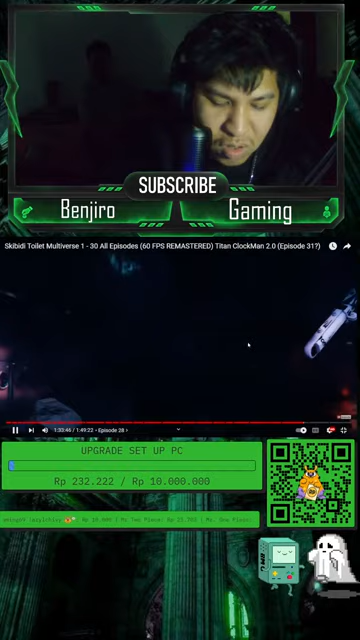 SUBSCRIBE
Benjiro Gaming
Skibidi Toilet Multiverse 1 - 30 All Episodes (60 FPS REMASTERED) Titan ClockMan 2.0 (Episode 31?)
1:33:46 / 1:49:22 • Episode 28 >
UPGRADE SET UP PC
Rp 232.222 / Rp 10.000.000